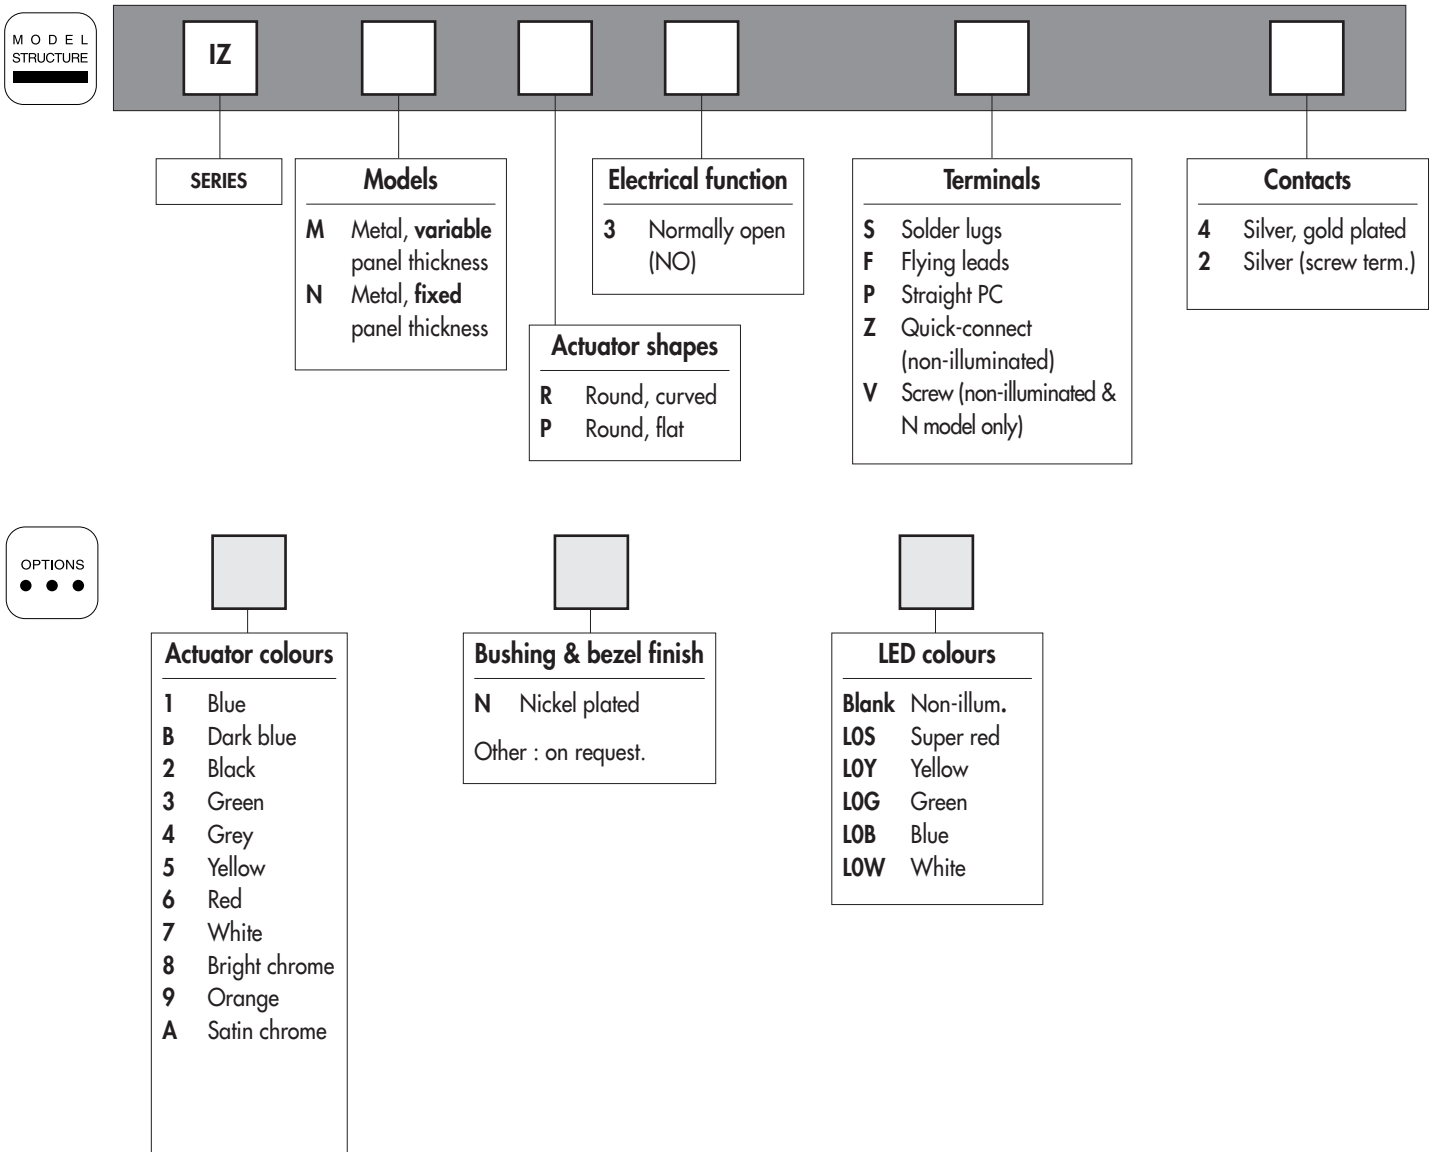 MODEL
STRUCTURE
IZ
SERIES
Models
M Metal, variable
panel thickness
N Metal, fixed
panel thickness
Actuator shapes
R Round, curved
P Round, flat
Electrical function
3 Normally open
(NO)
Terminals
S Solder lugs
F Flying leads
P Straight PC
Z Quick-connect
(non-illuminated)
V Screw (non-illuminated &
N model only)
Contacts
4 Silver, gold plated
2 Silver (screw term.)
OPTIONS
Actuator colours
1 Blue
B Dark blue
2 Black
3 Green
4 Grey
5 Yellow
6 Red
7 White
8 Bright chrome
9 Orange
A Satin chrome
Bushing & bezel finish
N Nickel plated
Other : on request.
LED colours
Blank Non-illum.
L0S Super red
L0Y Yellow
L0G Green
L0B Blue
L0W White